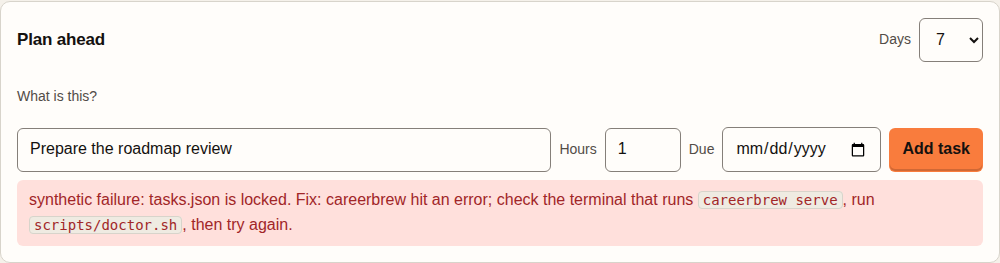 Plan ahead
Days 7
What is this?
Prepare the roadmap review Hours 1 Due mm/dd/yyyy Add task
synthetic failure: tasks.json is locked. Fix: careerbrew hit an error; check the terminal that runs careerbrew serve, run
scripts/doctor.sh, then try again.